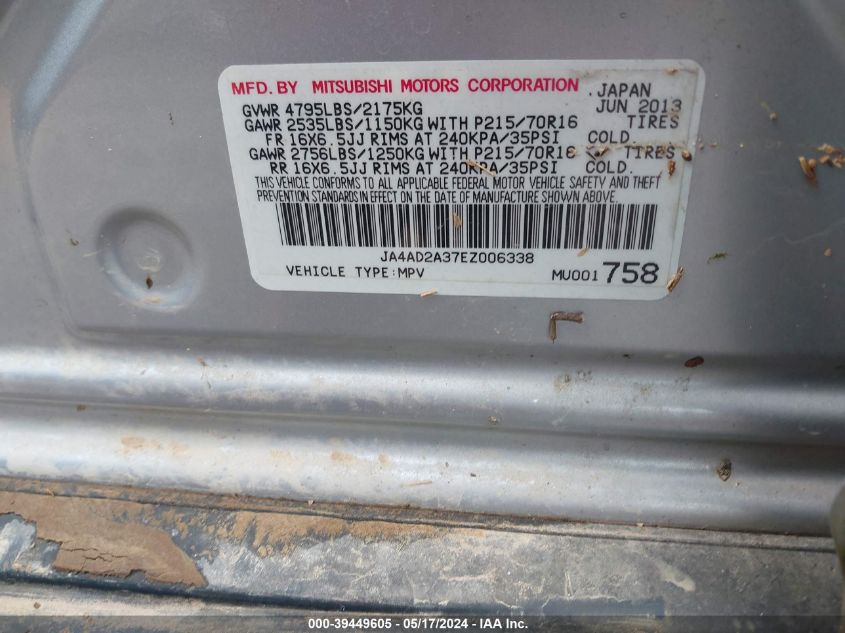 MFD. BY MITSUBISHI MOTORS CORPORATION . JAPAN
GVWR 4795LBS/2175KG JUN 2013
GAWR 2535LBS/1150KG WITH P215/70R16 TIRES
FR 16X6.5JJ RIMS AT 240KPA/35PSI COLD.
GAWR 2756LBS/1250KG WITH P215/70R16 TIRES
RR 16X6.5JJ RIMS AT 240KPA/35PSI COLD.
THIS VEHICLE CONFORMS TO ALL APPLICABLE FEDERAL MOTOR VEHICLE SAFETY AND THEFT
PREVENTION STANDARDS IN EFFECT ON THE DATE OF MANUFACTURE SHOWN ABOVE.
JA4AD2A37EZ006338
VEHICLE TYPE:MPV MU001758
000-39449605 - 05/17/2024 - IAA Inc.